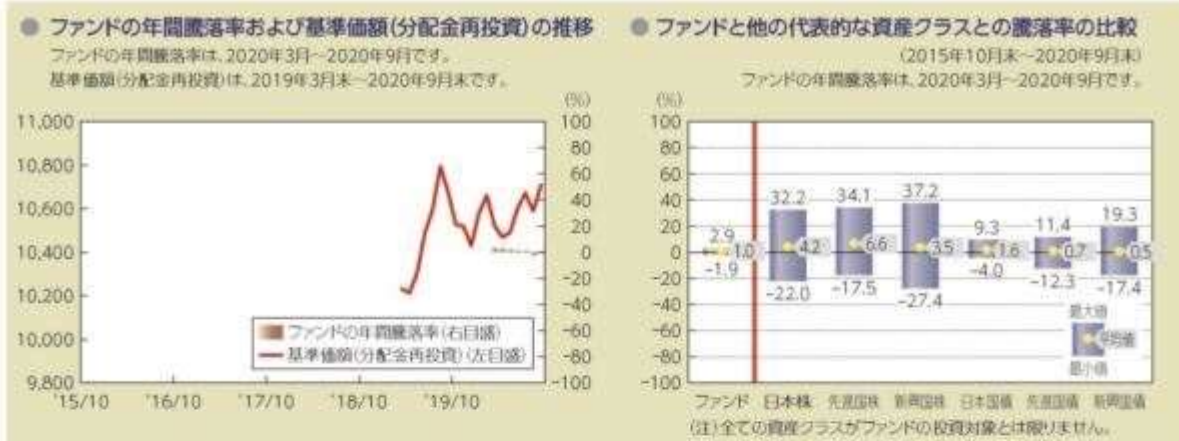 ● ファンドの年間騰落率および基準価額(分配金再投資)の推移
ファンドの年間騰落率は、2020年3月〜2020年9月です。
基準価額(分配金再投資)は、2019年3月末〜2020年9月末です。
(%)
11,000
10,800
10,600
10,400
10,200
10,000
9,800
100
80
60
40
20
0
-20
-40
-60
-80
-100
ファンドの年間騰落率(右目盛)
基準価額(分配金再投資)(左目盛)
'15/10 '16/10 '17/10 '18/10 '19/10
● ファンドと他の代表的な資産クラスとの騰落率の比較
(2015年10月末〜2020年9月末)
ファンドの年間騰落率は、2020年3月〜2020年9月です。
(%)
100
80
60
40
20
0
-20
-40
-60
-80
-100
2.9 32.2 34.1 37.2 9.3 11.4 19.3
1.0 4.2 6.6 3.5 1.6 0.7 0.5
-1.9 -22.0 -17.5 -27.4 -4.0 -12.3 -17.4
最大値
平均値
最小値
ファンド 日本株 先進国株 新興国株 日本国債 先進国債 新興国債
(注)全ての資産クラスがファンドの投資対象とは限りません。